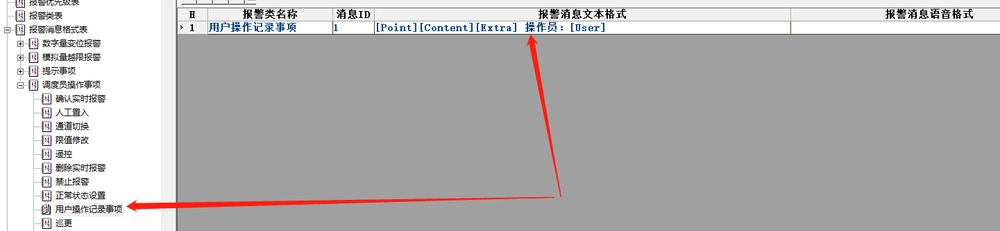 报警优先级表
报警类表
报警消息格式表
数字量变位报警
模拟量越限报警
提示事项
调度员操作事项
确认实时报警
人工置入
通道切换
限值修改
遥控
删除实时报警
禁止报警
正常状态设置
用户操作记录事项
巡更
H 报警类名称 消息ID 报警消息文本格式 报警消息语音格式
1 用户操作记录事项 1 [Point][Content][Extra] 操作员：[User]